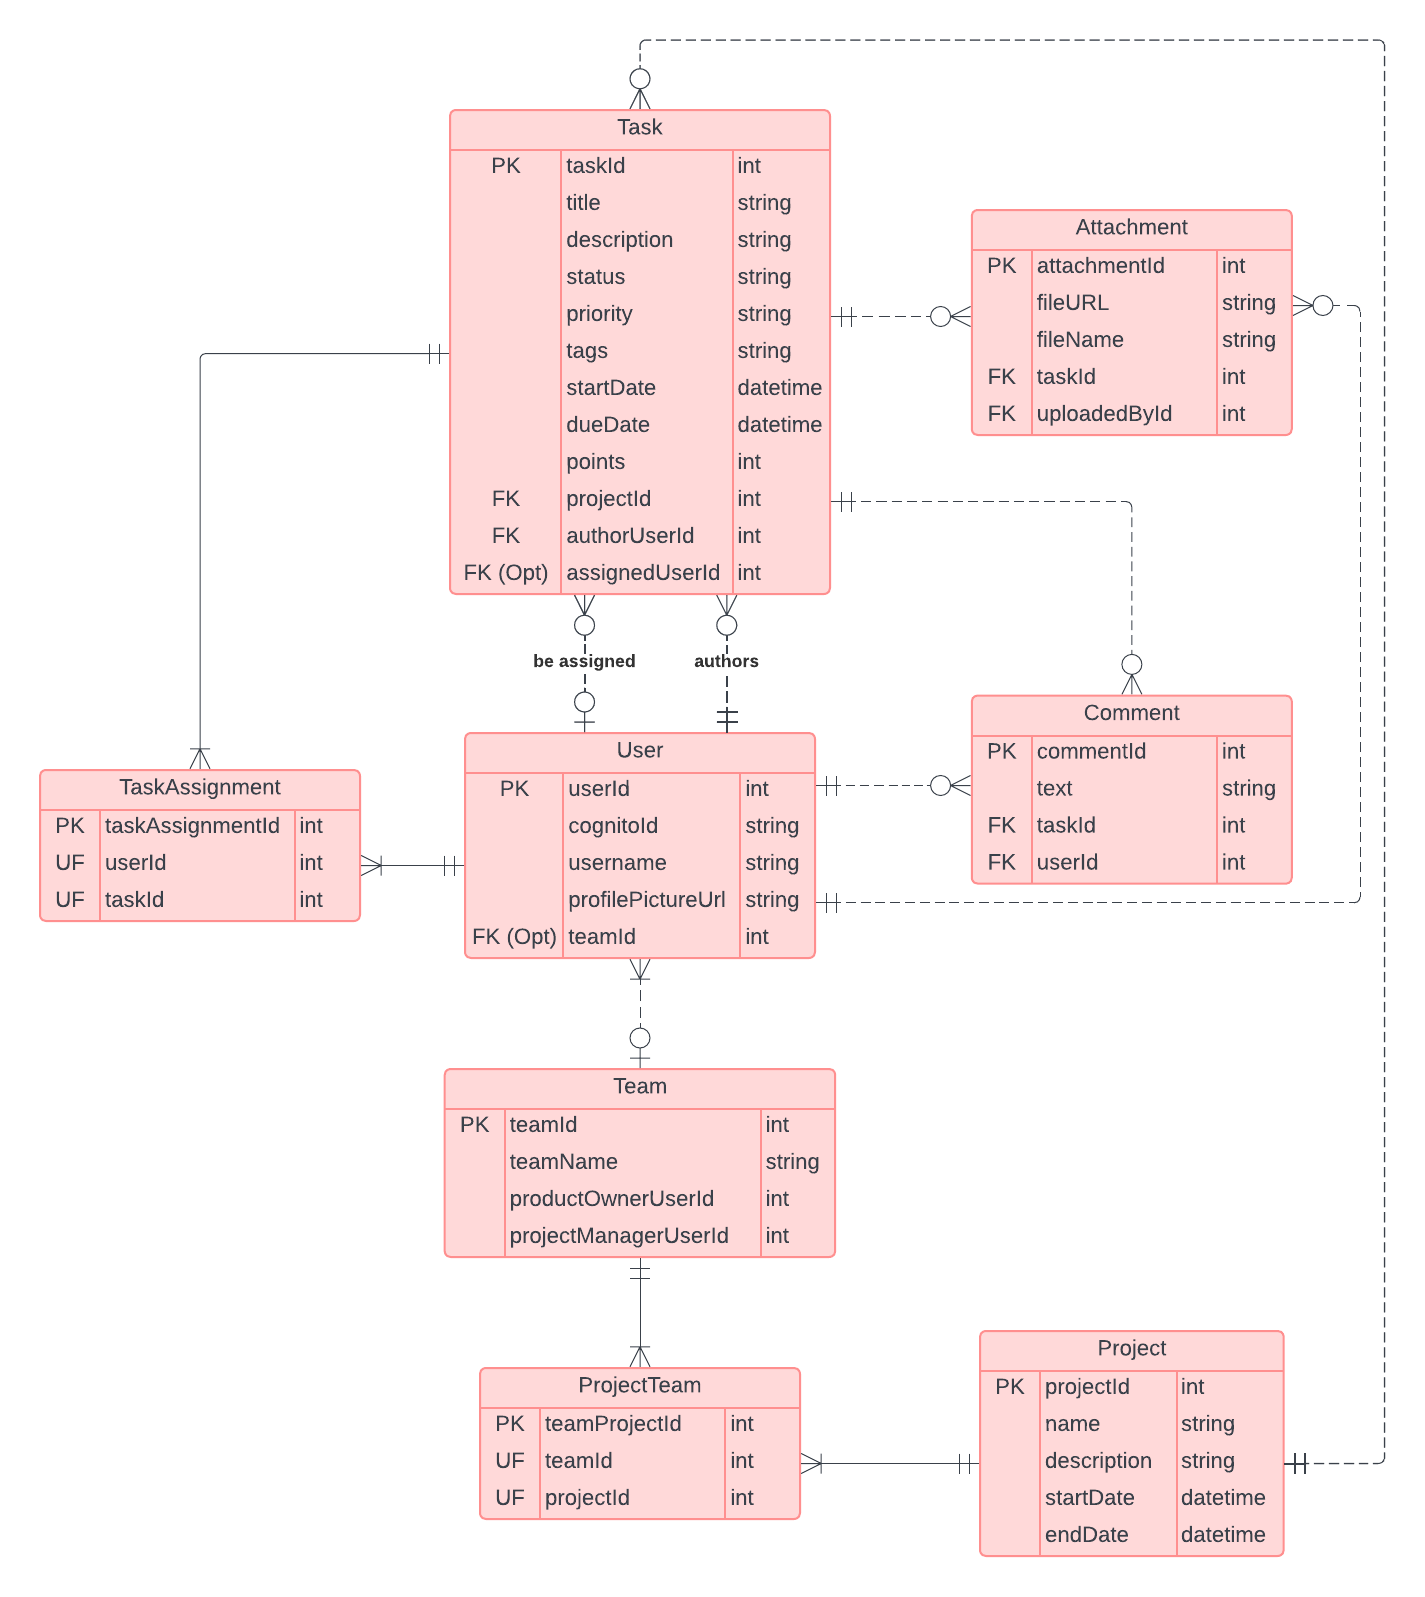 Task
PK taskId int
title string
description string
status string
priority string
tags string
startDate datetime
dueDate datetime
points int
FK projectId int
FK authorUserId int
FK (Opt) assignedUserId int
Attachment
PK attachmentId int
fileURL string
fileName string
FK taskId int
FK uploadedById int
be assigned
authors
Comment
PK commentId int
text string
FK taskId int
FK userId int
User
PK userId int
cognitoId string
username string
profilePictureUrl string
FK (Opt) teamId int
TaskAssignment
PK taskAssignmentId int
UF userId int
UF taskId int
Team
PK teamId int
teamName string
productOwnerUserId int
projectManagerUserId int
ProjectTeam
PK teamProjectId int
UF teamId int
UF projectId int
Project
PK projectId int
name string
description string
startDate datetime
endDate datetime